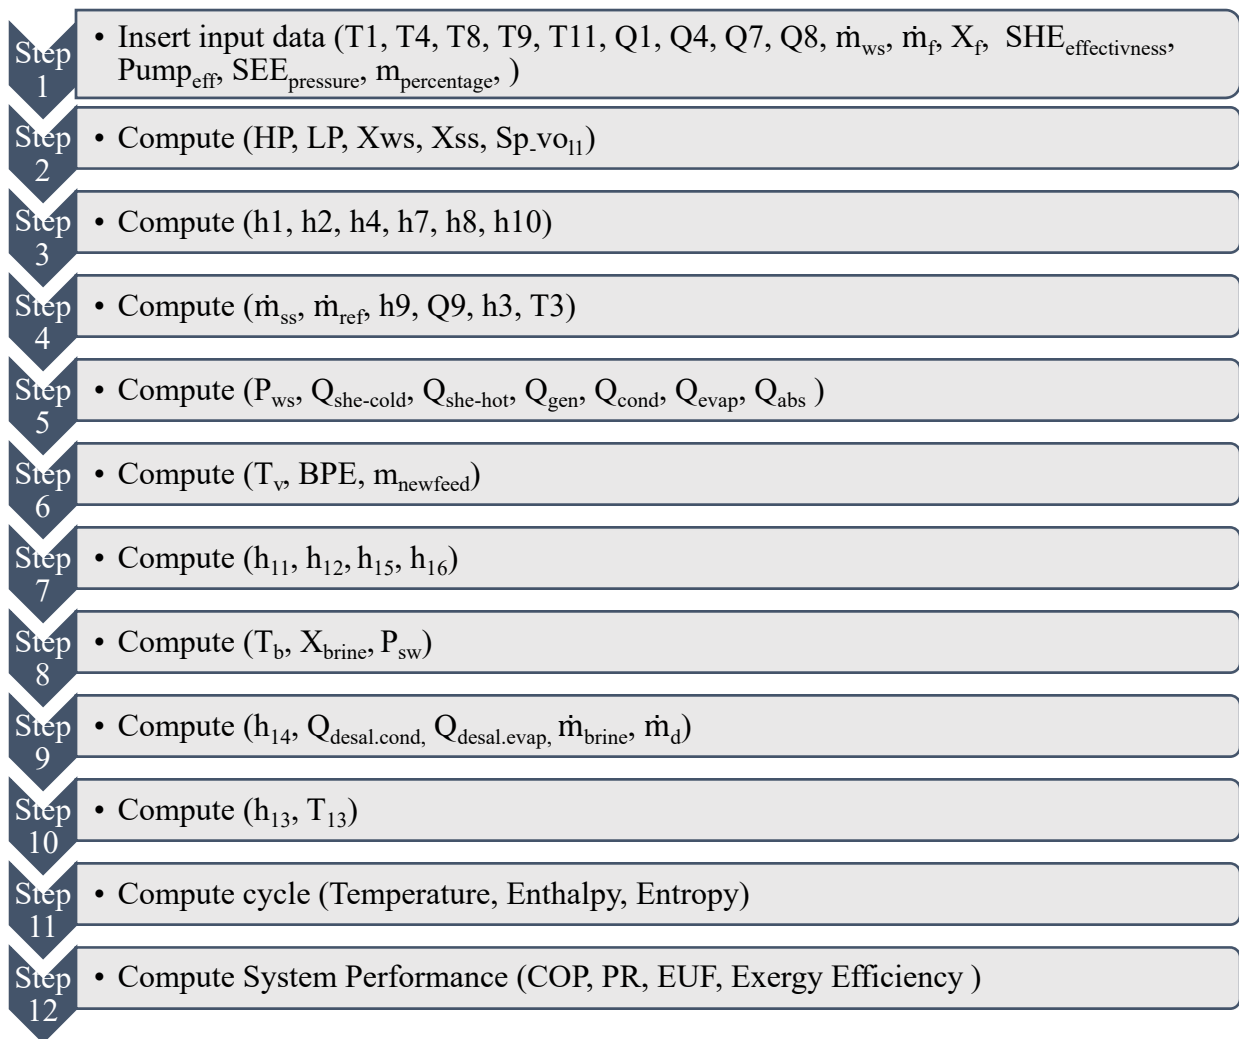 Step
1
• Insert input data (T1, T4, T8, T9, T11, Q1, Q4, Q7, Q8, ṁws, ṁf, Xf, SHEeffectivness,
Pumpeff, SEEpressure, mpercentage, )
Step
2
• Compute (HP, LP, Xws, Xss, Sp_vol1)
Step
3
• Compute (h1, h2, h4, h7, h8, h10)
Step
4
• Compute (ṁss, ṁref, h9, Q9, h3, T3)
Step
5
• Compute (Pws, Qshe-cold, Qshe-hot, Qgen, Qcond, Qevap, Qabs )
Step
6
• Compute (Tv, BPE, mnewfeed)
Step
7
• Compute (h11, h12, h15, h16)
Step
8
• Compute (Tb, Xbrine, Psw)
Step
9
• Compute (h14, Qdesal.cond, Qdesal.evap, ṁbrine, ṁd)
Step
10
• Compute (h13, T13)
Step
11
• Compute cycle (Temperature, Enthalpy, Entropy)
Step
12
• Compute System Performance (COP, PR, EUF, Exergy Efficiency )